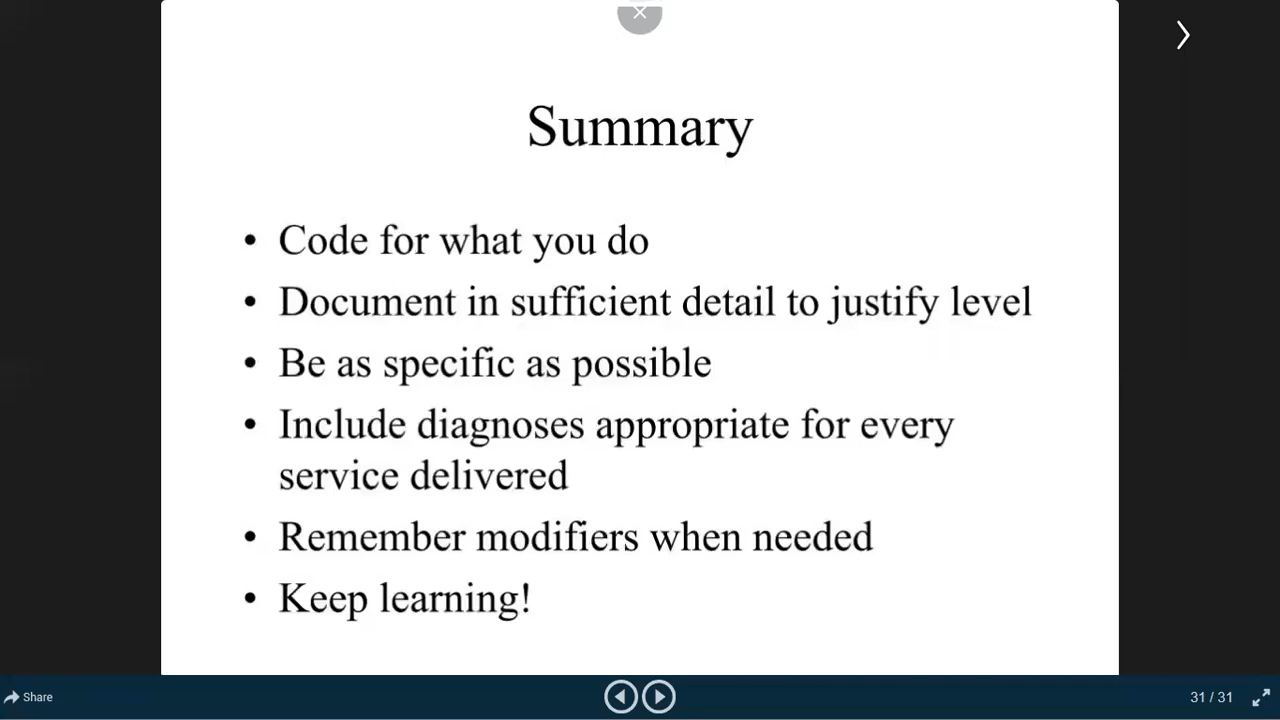 Summary
• Code for what you do
• Document in sufficient detail to justify level
• Be as specific as possible
• Include diagnoses appropriate for every
service delivered
• Remember modifiers when needed
• Keep learning!
Share
31 / 31